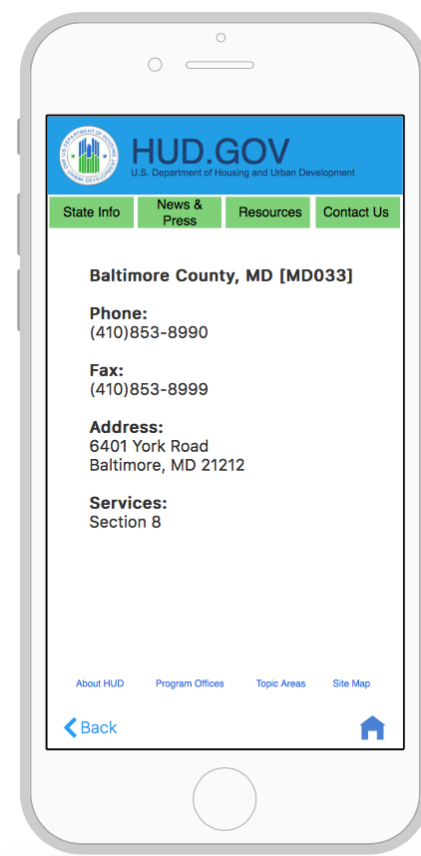 HUD.GOV
U.S. Department of Housing and Urban Development
State Info
News &
Press
Resources
Contact Us
Baltimore County, MD [MD033]
Phone:
(410)853-8990
Fax:
(410)853-8999
Address:
6401 York Road
Baltimore, MD 21212
Services:
Section 8
About HUD
Program Offices
Topic Areas
Site Map
Back